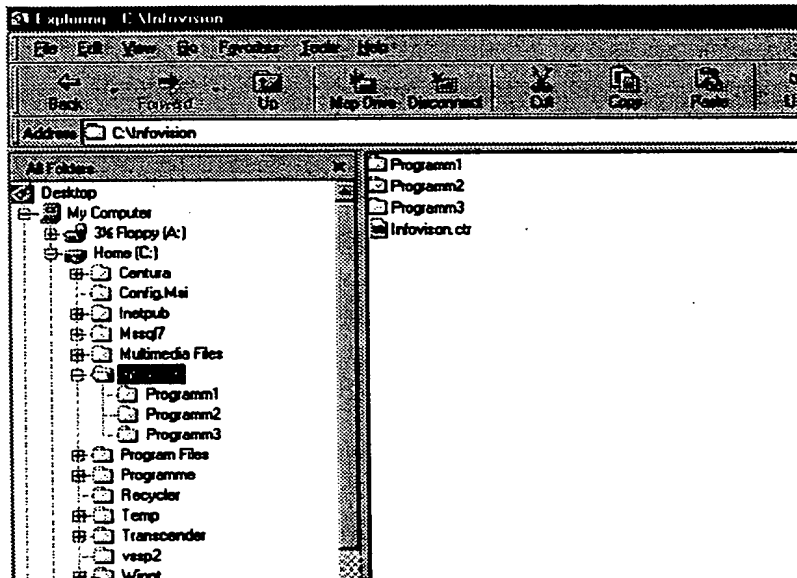 Exploring - C:\Infovision
File Edit View Go Favorites Tools Help
Back Forward Up Map Drive Disconnect Cut Copy Paste
Address C:\Infovision
All Folders
Desktop
My Computer
3½ Floppy (A:)
Home (C:)
Centura
Config.Msi
Inetpub
Mssql7
Multimedia Files
Programm1
Programm2
Programm3
Program Files
Programme
Recycler
Temp
Transcender
vssp2
Winnt
Programm1
Programm2
Programm3
Infovison.ctr